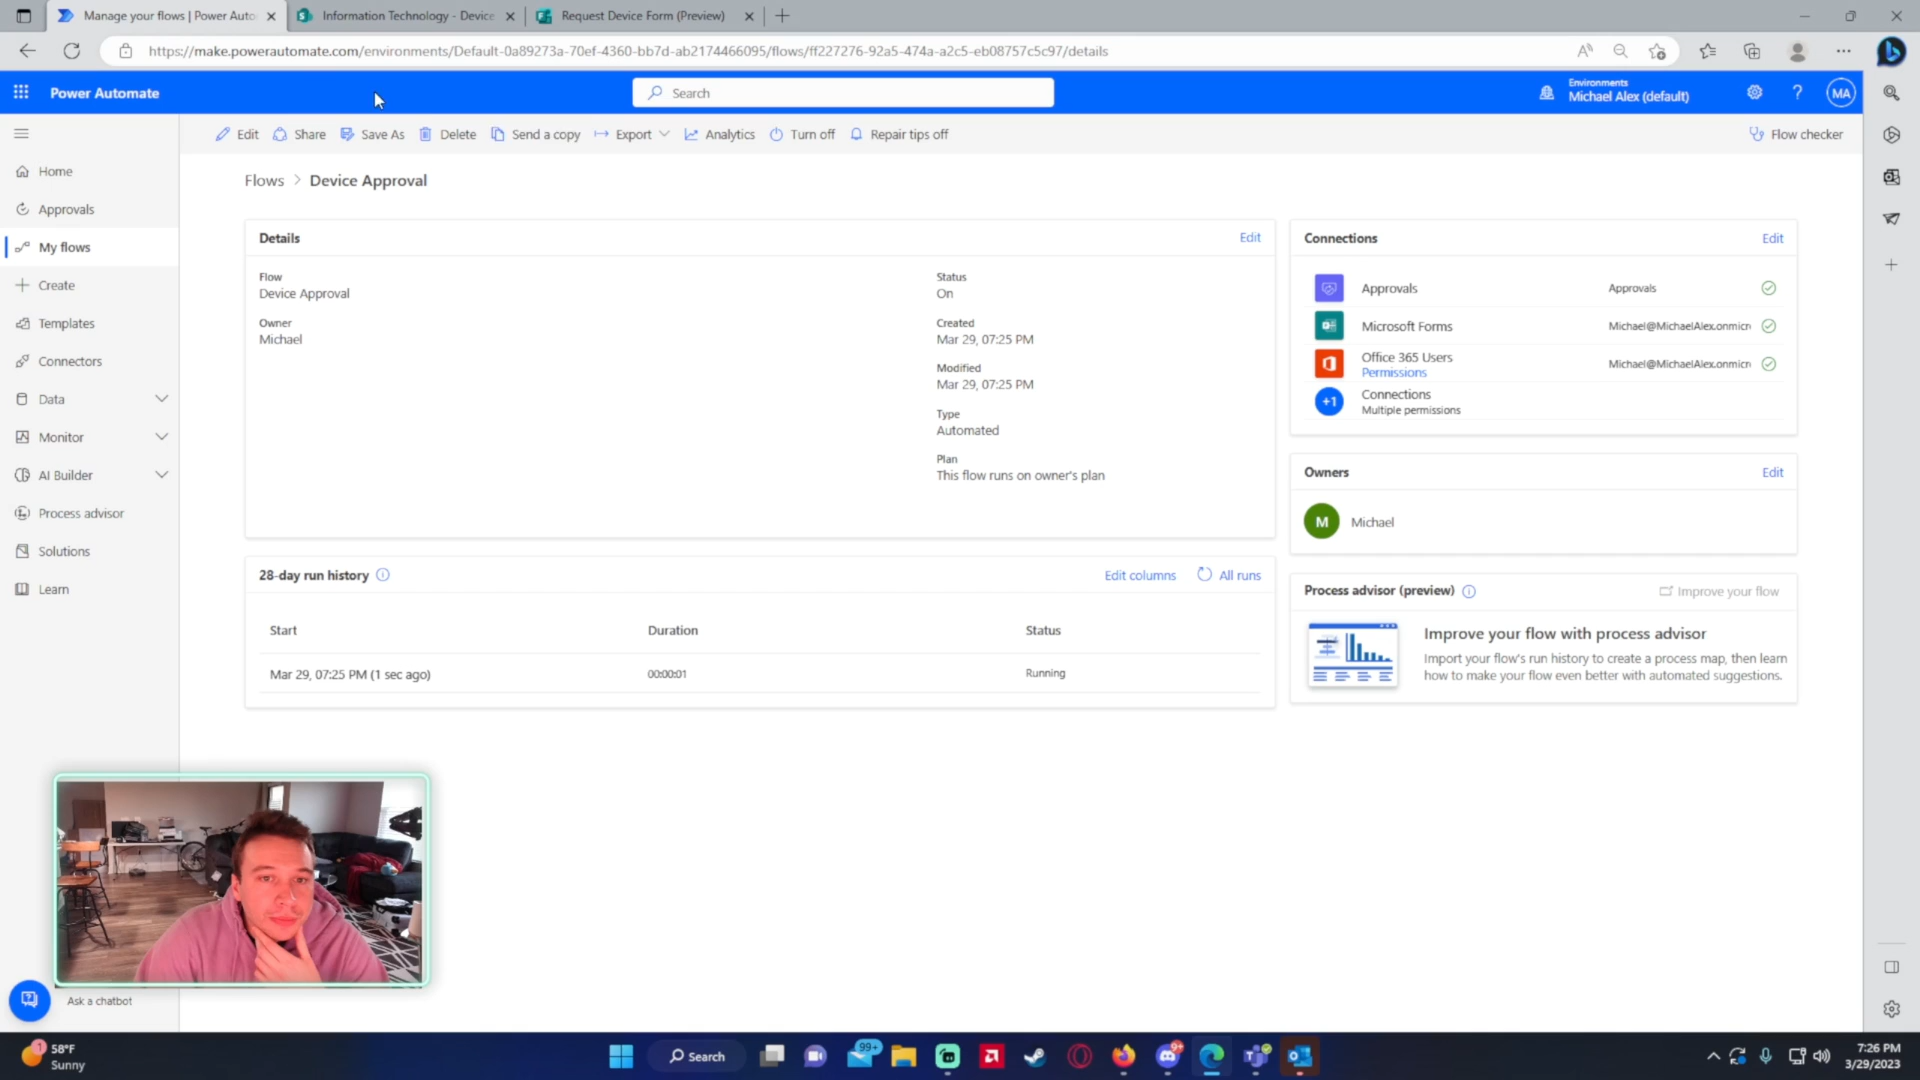 Manage your flows | Power Auto
Information Technology - Device
Request Device Form (Preview)
https://make.powerautomate.com/environments/Default-0a89273a-70ef-4360-bb7d-ab2174466095/flows/ff227276-92a5-474a-a2c5-eb08757c5c97/details
Power Automate
Search
Environments
Michael Alex (default)
?
MA
Edit
Share
Save As
Delete
Send a copy
Export
Analytics
Turn off
Repair tips off
Flow checker
Home
Approvals
My flows
Create
Templates
Connectors
Data
Monitor
AI Builder
Process advisor
Solutions
Learn
Ask a chatbot
Flows > Device Approval
Details
Edit
Flow
Device Approval
Owner
Michael
Status
On
Created
Mar 29, 07:25 PM
Modified
Mar 29, 07:25 PM
Type
Automated
Plan
This flow runs on owner's plan
28-day run history
Edit columns
All runs
Start Duration Status
Mar 29, 07:25 PM (1 sec ago) 00:00:01 Running
Connections
Edit
Approvals Approvals
Microsoft Forms Michael@MichaelAlex.onmicr
Office 365 Users Michael@MichaelAlex.onmicr
Permissions
+1
Connections
Multiple permissions
Owners
Edit
M Michael
Process advisor (preview)
Improve your flow
Improve your flow with process advisor
Import your flow's run history to create a process map, then learn
how to make your flow even better with automated suggestions.
1
58°F
Sunny
Search
99+
9+
7:26 PM
3/29/2023